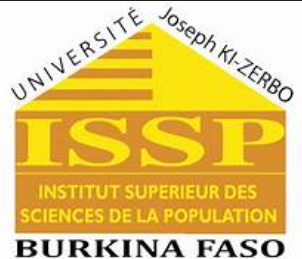 UNIVERSITÉ Joseph KI-ZERBO
ISSP
INSTITUT SUPERIEUR DES
SCIENCES DE LA POPULATION
BURKINA FASO